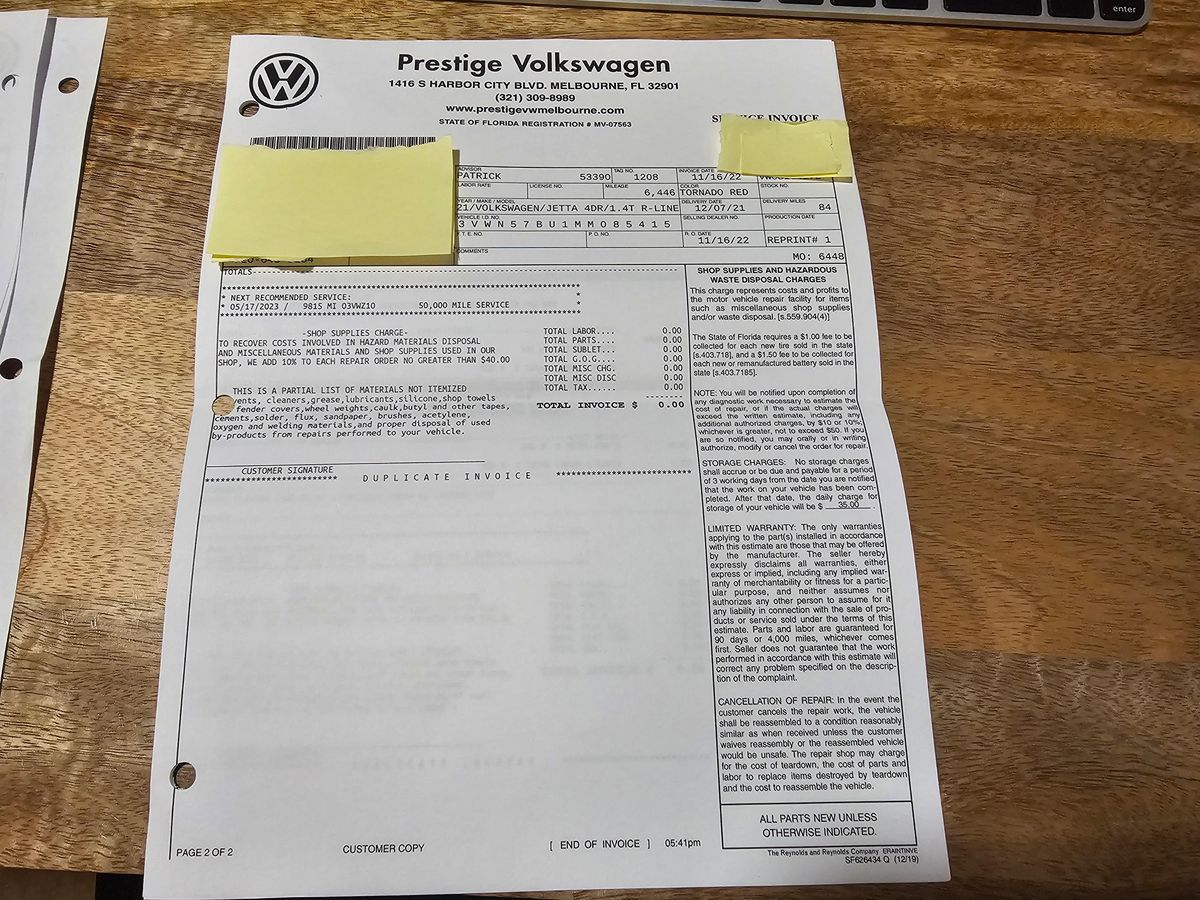 enter
Prestige Volkswagen
1416 S HARBOR CITY BLVD. MELBOURNE, FL 32901
(321) 309-8989
www.prestigevwmelbourne.com
STATE OF FLORIDA REGISTRATION # MV-07563
INVOICE
ADVISOR TAG NO. INVOICE DATE
PATRICK 53390 1208 11/16/22
LABOR RATE LICENSE NO. MILEAGE COLOR STOCK NO.
6,446 TORNADO RED
YEAR / MAKE / MODEL DELIVERY DATE DELIVERY MILES
21/VOLKSWAGEN/JETTA 4DR/1.4T R-LINE 12/07/21 84
VEHICLE I.D. NO. SELLING DEALER NO. PRODUCTION DATE
3 V W N 5 7 B U 1 M M 0 8 5 4 1 5
F. T. E. NO. P. O. NO. R. O. DATE
11/16/22 REPRINT# 1
COMMENTS
MO: 6448
TOTALS
* NEXT RECOMMENDED SERVICE: *
* 05/17/2023 / 9815 MI 03VWZ10 50,000 MILE SERVICE *
-SHOP SUPPLIES CHARGE-
TO RECOVER COSTS INVOLVED IN HAZARD MATERIALS DISPOSAL
AND MISCELLANEOUS MATERIALS AND SHOP SUPPLIES USED IN OUR
SHOP, WE ADD 10% TO EACH REPAIR ORDER NO GREATER THAN $40.00
THIS IS A PARTIAL LIST OF MATERIALS NOT ITEMIZED
vents, cleaners,grease,lubricants,silicone,shop towels
fender covers,wheel weights,caulk,butyl and other tapes,
cements,solder, flux, sandpaper, brushes, acetylene,
oxygen and welding materials,and proper disposal of used
by-products from repairs performed to your vehicle.
TOTAL LABOR.... 0.00
TOTAL PARTS.... 0.00
TOTAL SUBLET... 0.00
TOTAL G.O.G.... 0.00
TOTAL MISC CHG. 0.00
TOTAL MISC DISC 0.00
TOTAL TAX...... 0.00
TOTAL INVOICE $ 0.00
CUSTOMER SIGNATURE
DUPLICATE INVOICE
SHOP SUPPLIES AND HAZARDOUS
WASTE DISPOSAL CHARGES
This charge represents costs and profits to
the motor vehicle repair facility for items
such as miscellaneous shop supplies
and/or waste disposal. [s.559.904(4)]
The State of Florida requires a $1.00 fee to be
collected for each new tire sold in the state
[s.403.718], and a $1.50 fee to be collected for
each new or remanufactured battery sold in the
state [s.403.7185].
NOTE: You will be notified upon completion of
any diagnostic work necessary to estimate the
cost of repair, or if the actual charges will
exceed the written estimate, including any
additional authorized charges, by $10 or 10%,
whichever is greater, not to exceed $50. If you
are so notified, you may orally or in writing
authorize, modify or cancel the order for repair.
STORAGE CHARGES: No storage charges
shall accrue or be due and payable for a period
of 3 working days from the date you are notified
that the work on your vehicle has been com-
pleted. After that date, the daily charge for
storage of your vehicle will be $ 35.00 .
LIMITED WARRANTY: The only warranties
applying to the part(s) installed in accordance
with this estimate are those that may be offered
by the manufacturer. The seller hereby
expressly disclaims all warranties, either
express or implied, including any implied war-
ranty of merchantability or fitness for a partic-
ular purpose, and neither assumes nor
authorizes any other person to assume for it
any liability in connection with the sale of pro-
ducts or service sold under the terms of this
estimate. Parts and labor are guaranteed for
90 days or 4,000 miles, whichever comes
first. Seller does not guarantee that the work
performed in accordance with this estimate will
correct any problem specified on the descrip-
tion of the complaint.
CANCELLATION OF REPAIR: In the event the
customer cancels the repair work, the vehicle
shall be reassembled to a condition reasonably
similar as when received unless the customer
waives reassembly or the reassembled vehicle
would be unsafe. The repair shop may charge
for the cost of teardown, the cost of parts and
labor to replace items destroyed by teardown
and the cost to reassemble the vehicle.
ALL PARTS NEW UNLESS
OTHERWISE INDICATED.
PAGE 2 OF 2 CUSTOMER COPY [ END OF INVOICE ] 05:41pm
The Reynolds and Reynolds Company ERAINTINVE
SF626434 Q (12/19)